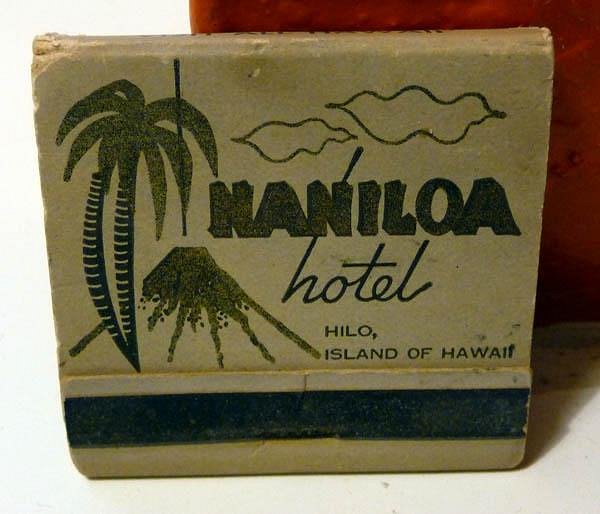 NANILOA
hotel
HILO,
ISLAND OF HAWAII